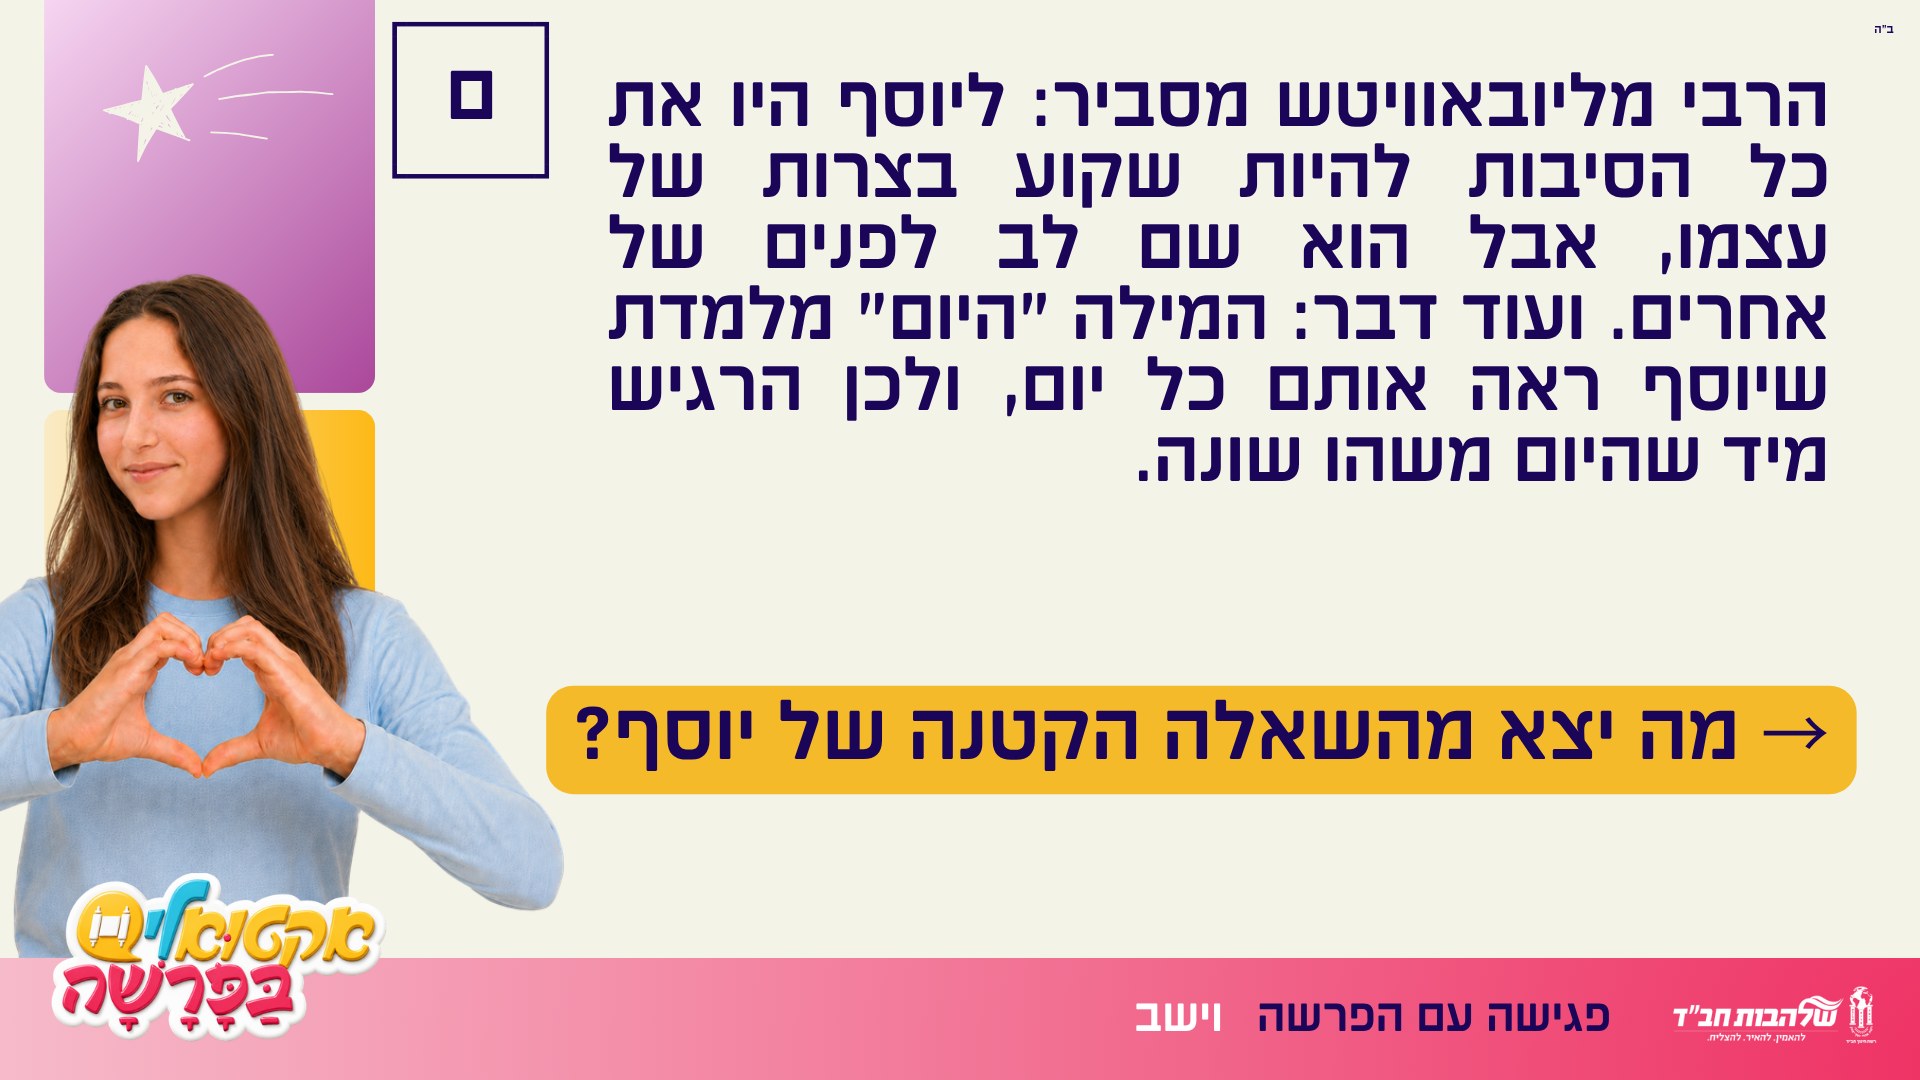 ב"ה
ם
הרבי מליובאוויטש מסביר: ליוסף היו את
כל הסיבות להיות שקוע בצרות של
עצמו, אבל הוא שם לב לפנים של
אחרים. ועוד דבר: המילה "היום" מלמדת
שיוסף ראה אותם כל יום, ולכן הרגיש
מיד שהיום משהו שונה.
→ מה יצא מהשאלה הקטנה של יוסף?
אקטואלי
בַּפָּרָשָׁה
פגישה עם הפרשה וישב
שלהבות חב"ד
להאמין. להאיר. להצליח.